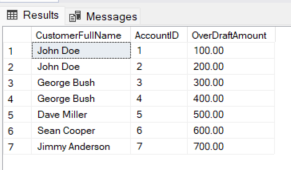 Results Messages
CustomerFullName AccountID OverDraftAmount
1 John Doe 1 100.00
2 John Doe 2 200.00
3 George Bush 3 300.00
4 George Bush 4 400.00
5 Dave Miller 5 500.00
6 Sean Cooper 6 600.00
7 Jimmy Anderson 7 700.00